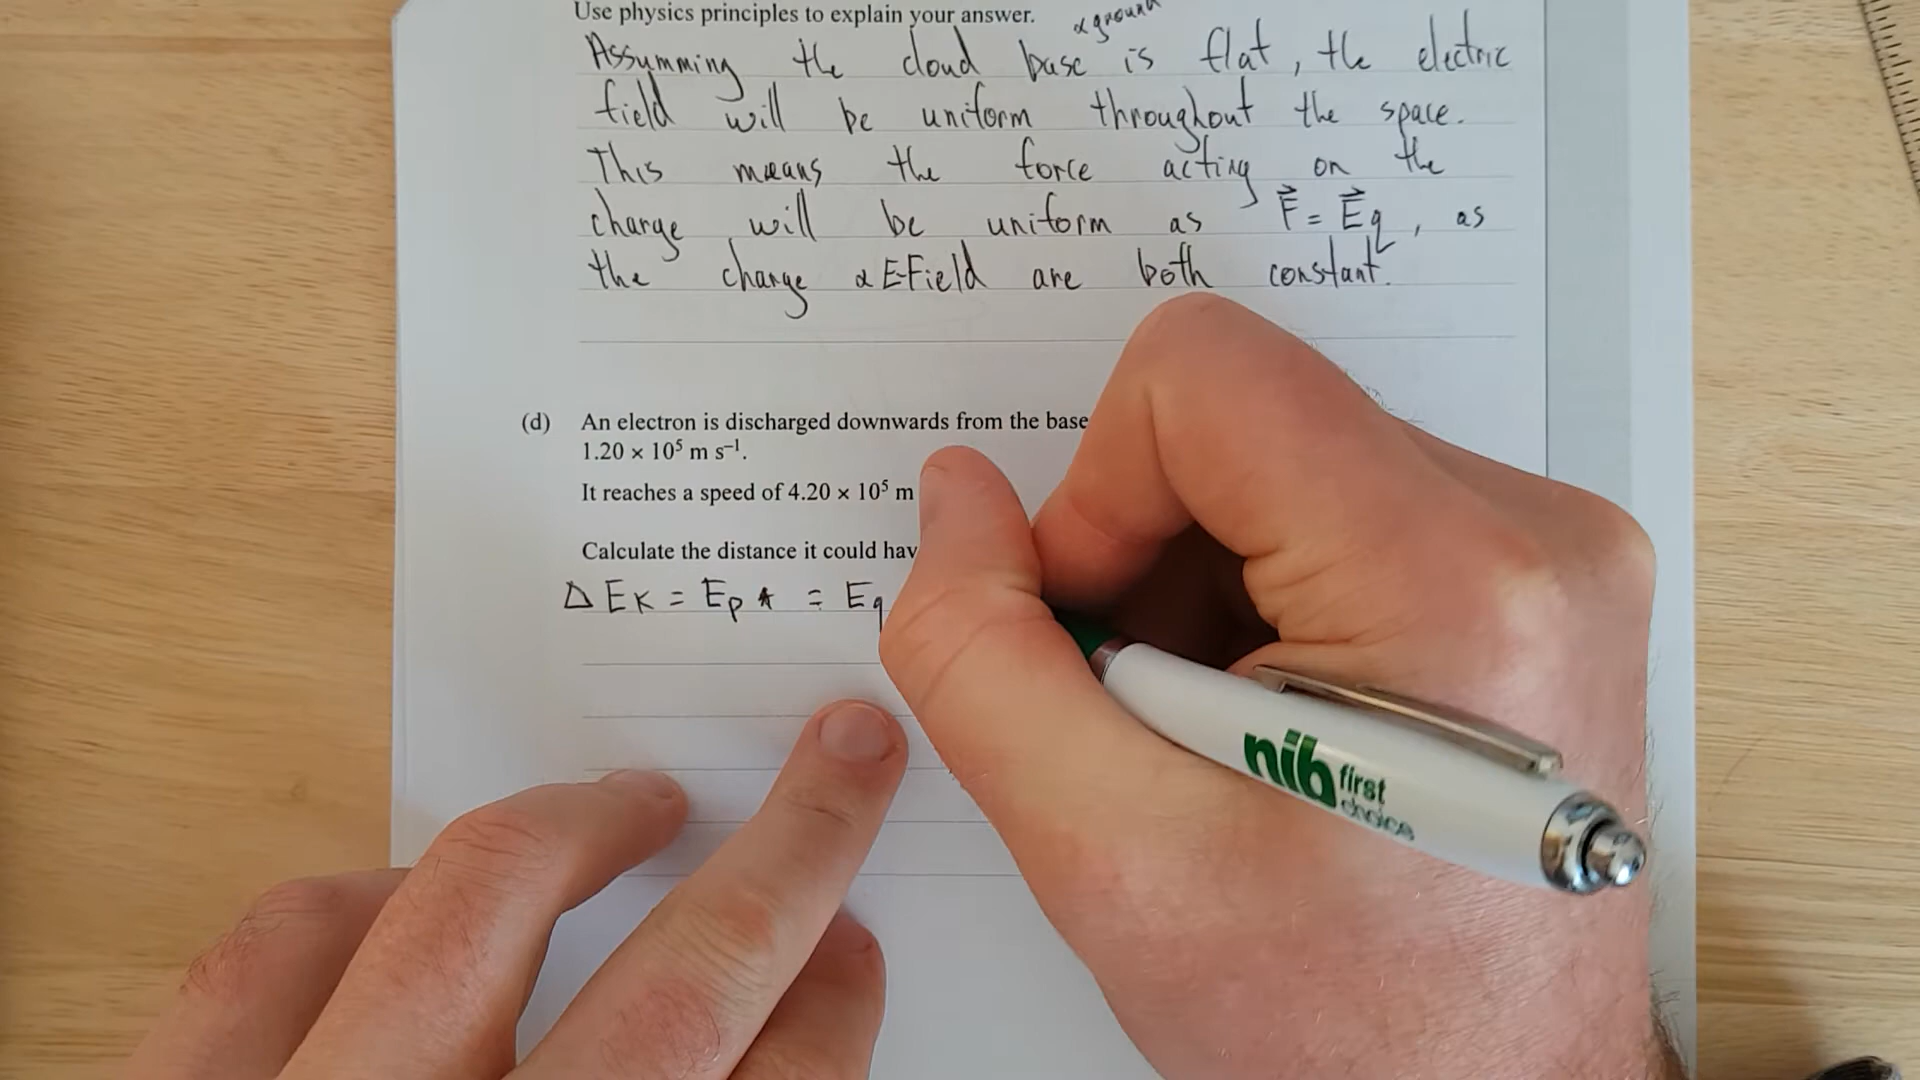 Use physics principles to explain your answer.
α ground
Assumming the cloud base is flat, the electric
field will be uniform throughout the space.
This means the force acting on the
charge will be uniform as F⃗ = E⃗q, as
the charge α E-Field are both constant.
(d) An electron is discharged downwards from the base
1.20 × 10⁵ m s⁻¹.
It reaches a speed of 4.20 × 10⁵ m
Calculate the distance it could hav
Δ EK = Ep = Eq
nib first
choice